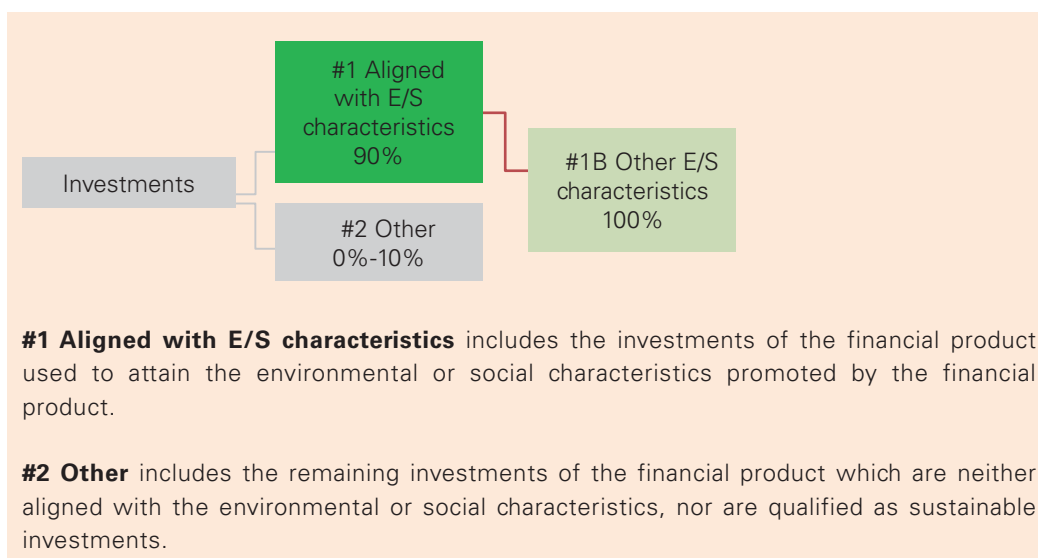 #1 Aligned
with E/S
characteristics
90%
#1B Other E/S
characteristics
100%
Investments
#2 Other
0%-10%
#1 Aligned with E/S characteristics includes the investments of the financial product
used to attain the environmental or social characteristics promoted by the financial
product.
#2 Other includes the remaining investments of the financial product which are neither
aligned with the environmental or social characteristics, nor are qualified as sustainable
investments.